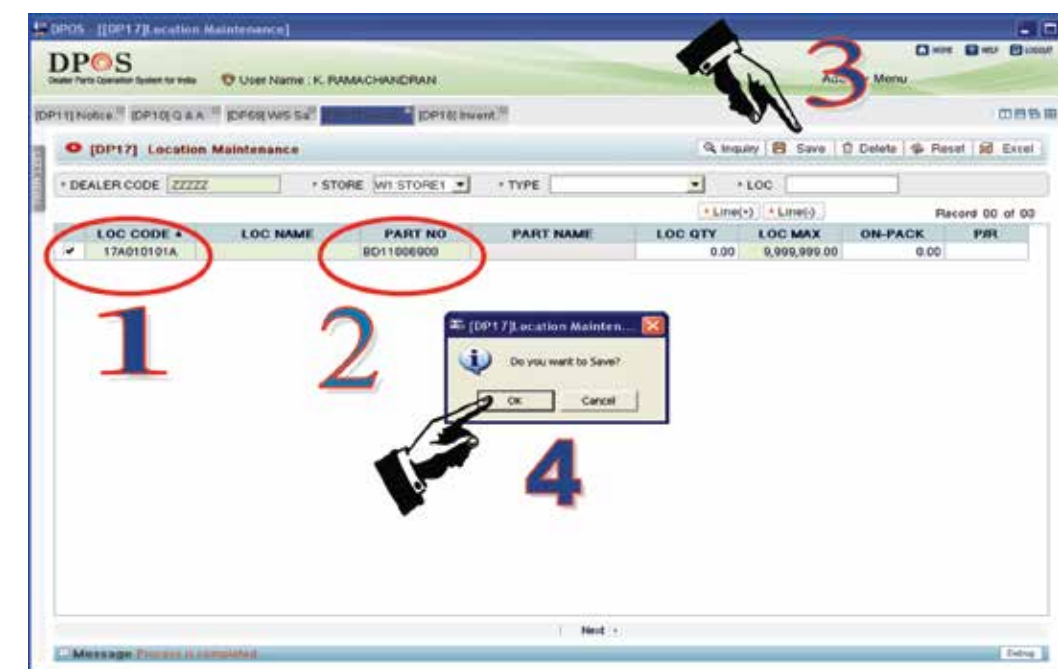 DPOS - [[DP17]Location Maintenance]
DPOS
Dealer Parts Operation System for India
User Name : K. RAMACHANDRAN
HOME HELP LOGOUT
Menu
[DP11] Notice. [DP10] Q & A [DP69] W/S Sa [DP18] Invent.
3
[DP17] Location Maintenance
Inquiry Save Delete Reset Excel
DEALER CODE ZZZZZ STORE W1:STORE1 TYPE LOC
Line(+) Line(-) Record 00 of 00
LOC CODE LOC NAME PART NO PART NAME LOC QTY LOC MAX ON-PACK P/R
17A010101A BD11006900 0.00 9,999,999.00 0.00
1
2
[DP17]Location Mainten...
Do you want to Save?
OK Cancel
4
Next
Message Process is completed
Debug